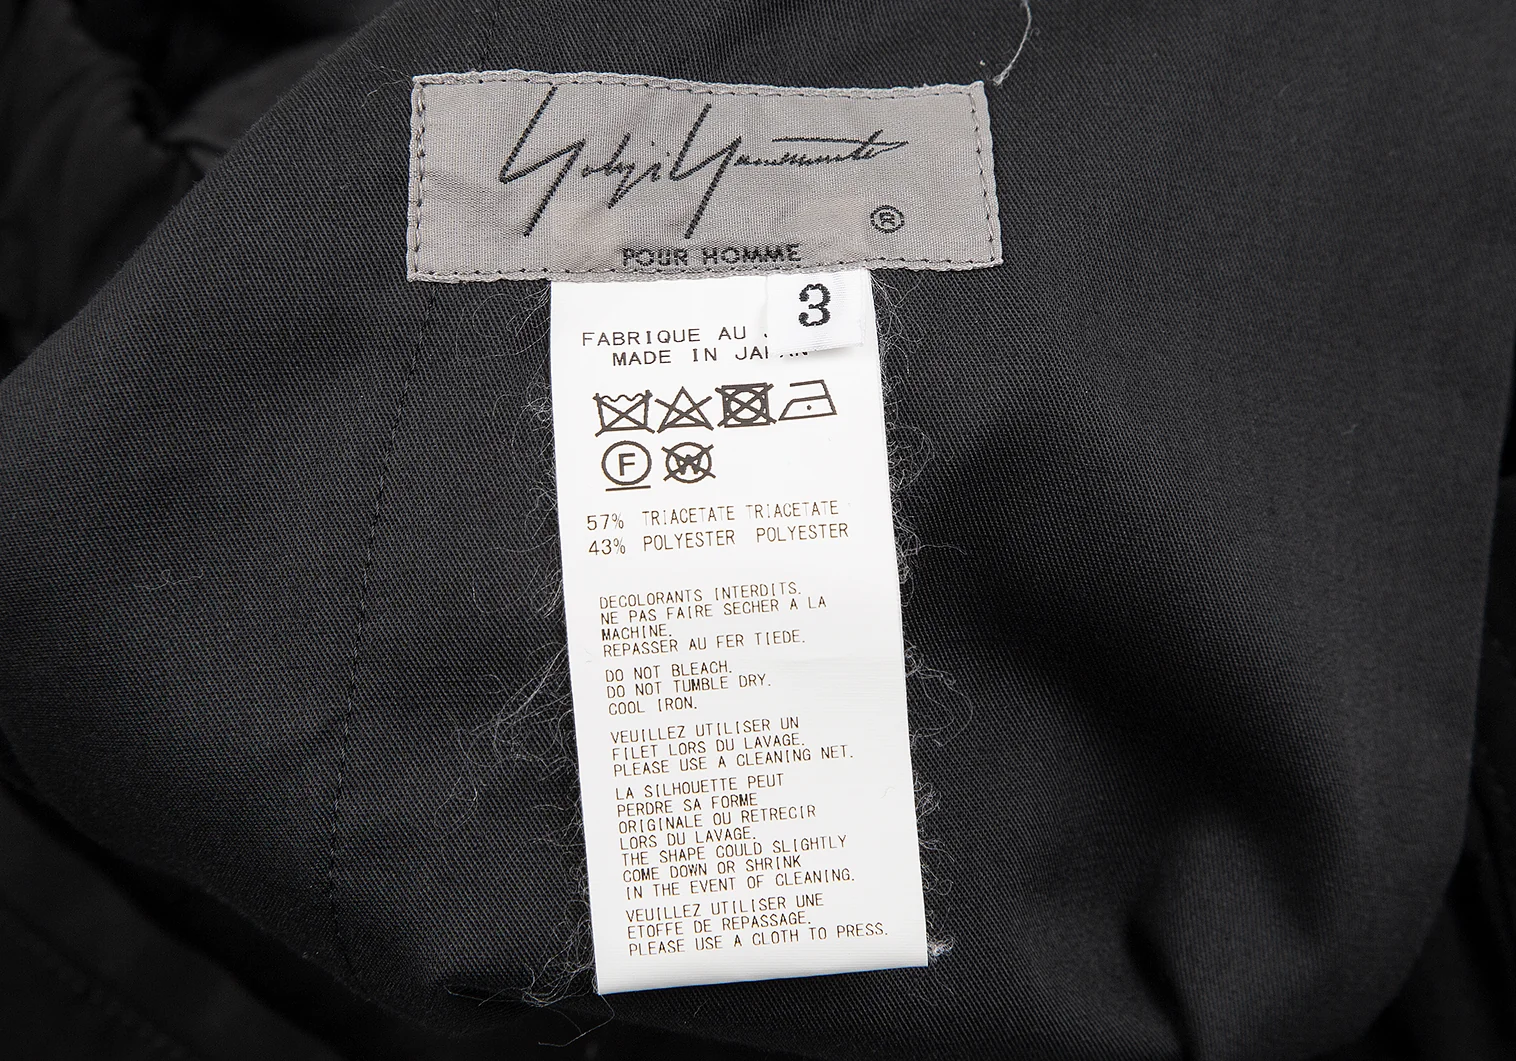 Yohji Yamamoto
®
POUR HOMME
3
FABRIQUE AU
MADE IN JAPAN
F
W
57% TRIACETATE TRIACETATE
43% POLYESTER POLYESTER
DECOLORANTS INTERDITS.
NE PAS FAIRE SECHER A LA
MACHINE.
REPASSER AU FER TIEDE.
DO NOT BLEACH.
DO NOT TUMBLE DRY.
COOL IRON.
VEUILLEZ UTILISER UN
FILET LORS DU LAVAGE.
PLEASE USE A CLEANING NET.
LA SILHOUETTE PEUT
PERDRE SA FORME
ORIGINALE OU RETRECIR
LORS DU LAVAGE.
THE SHAPE COULD SLIGHTLY
COME DOWN OR SHRINK
IN THE EVENT OF CLEANING.
VEUILLEZ UTILISER UNE
ETOFFE DE REPASSAGE.
PLEASE USE A CLOTH TO PRESS.